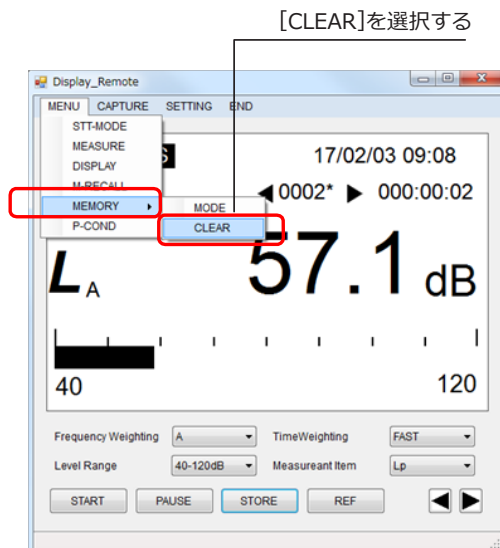 [CLEAR]を選択する
Display_Remote
MENU CAPTURE SETTING END
STT-MODE
MEASURE
DISPLAY
M-RECALL
MEMORY
P-COND
MODE
CLEAR
17/02/03 09:08
◀ 0002* ▶ 000:00:02
LA 57.1 dB
40 120
Frequency Weighting A TimeWeighting FAST
Level Range 40-120dB Measureant Item Lp
START PAUSE STORE REF ◀ ▶